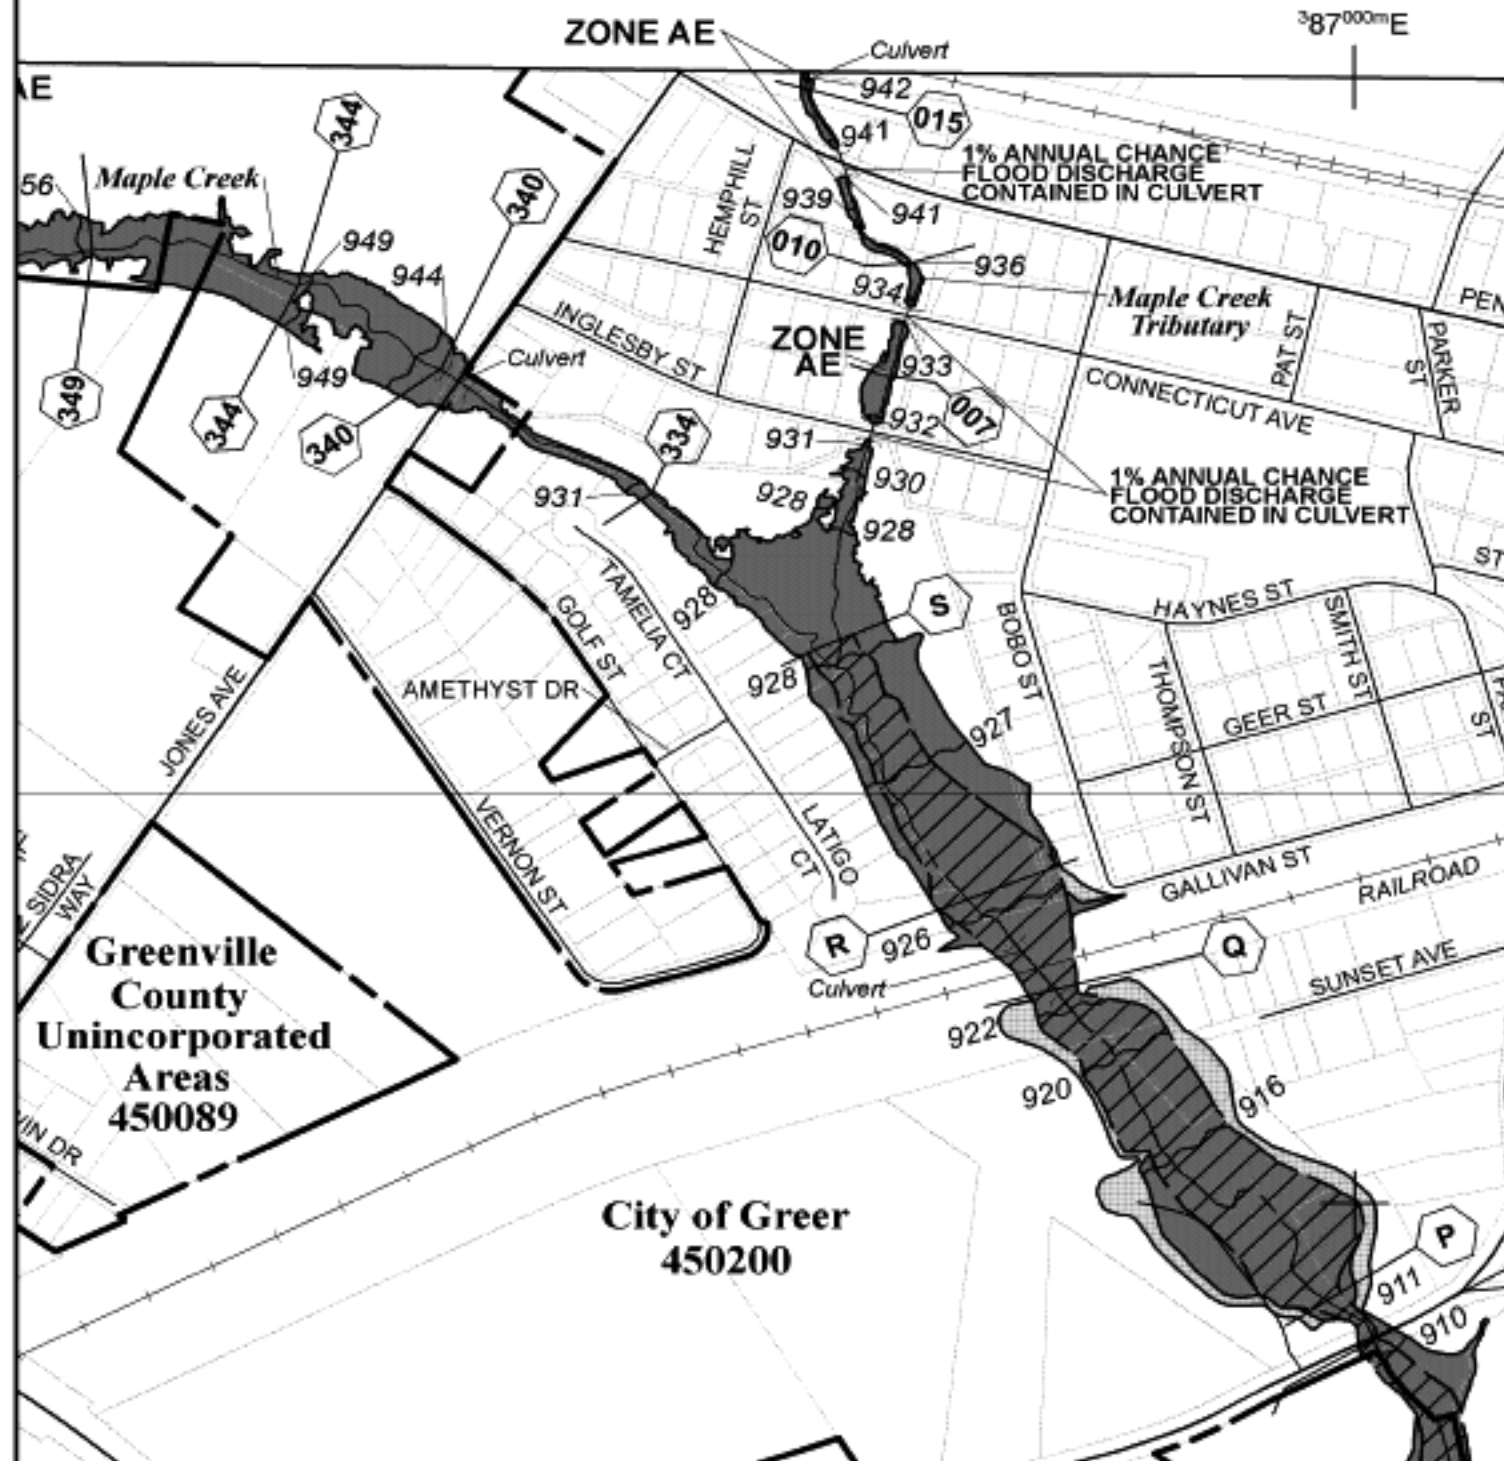 ZONE AE
Culvert
³87⁰⁰⁰ᵐE
AE
942
015
344
941
1% ANNUAL CHANCE
FLOOD DISCHARGE
CONTAINED IN CULVERT
56
Maple Creek
340
HEMPHILL
ST
939
941
949
010
944
936
934
Maple Creek
Tributary
PEN
INGLESBY ST
ZONE
AE
PAT ST
PARKER
ST
Culvert
933
949
349
344
340
CONNECTICUT AVE
334
931
932
007
931
928
930
1% ANNUAL CHANCE
FLOOD DISCHARGE
CONTAINED IN CULVERT
928
ST
TAMELIA CT
928
S
HAYNES ST
GOLF ST
BOBO ST
SMITH ST
AMETHYST DR
928
THOMPSON ST
GEER ST
ST
JONES AVE
927
VERNON ST
LATIGO
CT
SIDRA
WAY
GALLIVAN ST
RAILROAD
R
926
Q
Greenville
County
Unincorporated
Areas
450089
Culvert
SUNSET AVE
922
920
916
VIN DR
City of Greer
450200
P
911
910